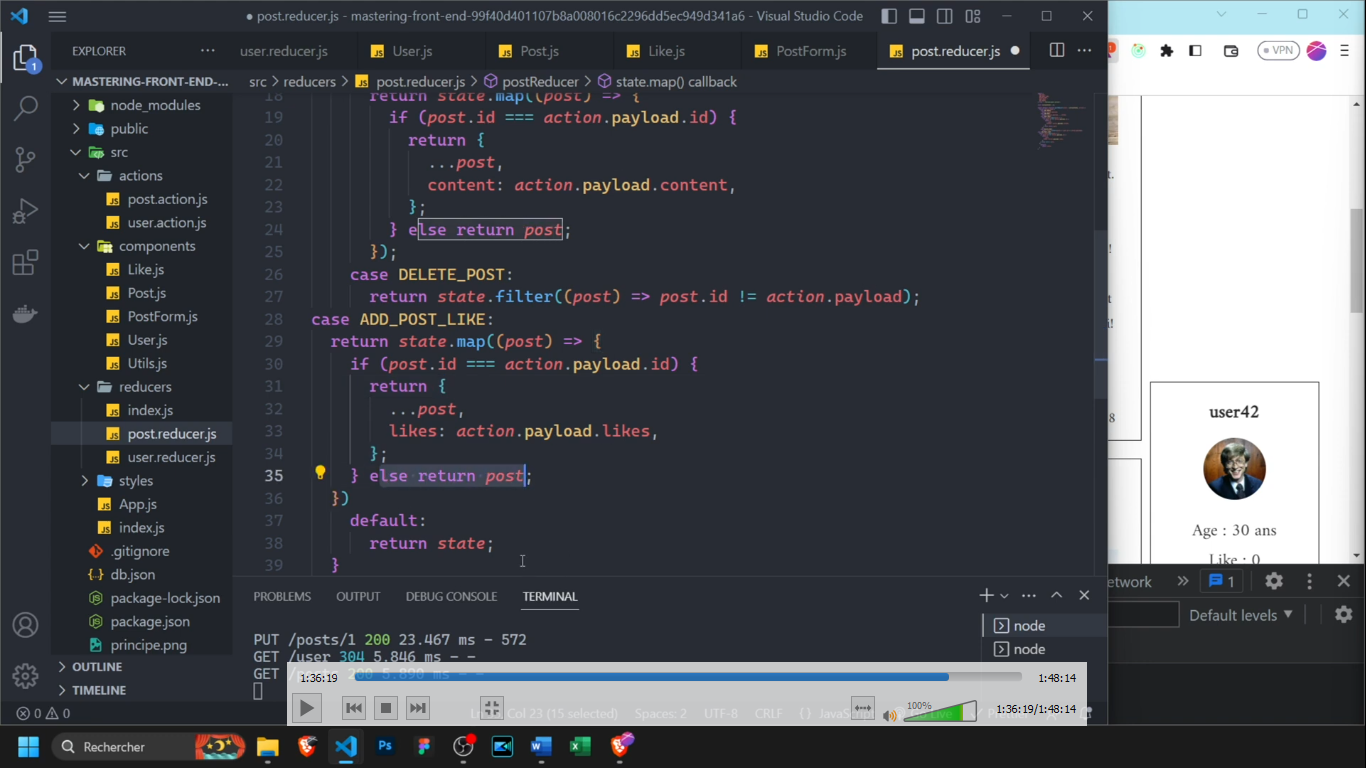 post.reducer.js - mastering-front-end-99f40d401107b8a008016c2296dd5ec949d341a6 - Visual Studio Code
EXPLORER
user.reducer.js
User.js
Post.js
Like.js
PostForm.js
post.reducer.js
MASTERING-FRONT-END-...
src > reducers > post.reducer.js > postReducer > state.map() callback
node_modules
public
src
actions
post.action.js
user.action.js
components
Like.js
Post.js
PostForm.js
User.js
Utils.js
reducers
index.js
post.reducer.js
user.reducer.js
styles
App.js
index.js
.gitignore
db.json
package-lock.json
package.json
principe.png
OUTLINE
TIMELINE
18 return state.map((post) => {
19 if (post.id === action.payload.id) {
20 return {
21 ...post,
22 content: action.payload.content,
23 };
24 } else return post;
25 });
26 case DELETE_POST:
27 return state.filter((post) => post.id != action.payload);
28 case ADD_POST_LIKE:
29 return state.map((post) => {
30 if (post.id === action.payload.id) {
31 return {
32 ...post,
33 likes: action.payload.likes,
34 };
35 } else return post;
36 })
37 default:
38 return state;
39 }
PROBLEMS OUTPUT DEBUG CONSOLE TERMINAL
PUT /posts/1 200 23.467 ms - 572
GET /user 304 5.846 ms - -
GET /posts 200 5.890 ms - -
node
node
VPN
t.
!
t
i!
s
user42
Age : 30 ans
Like : 0
etwork
1
Default levels
1:36:19
1:48:14
100%
1:36:19/1:48:14
Col 23 (15 selected) Spaces: 2 UTF-8 CRLF {} JavaScript
0 0
1
Rechercher
Ps